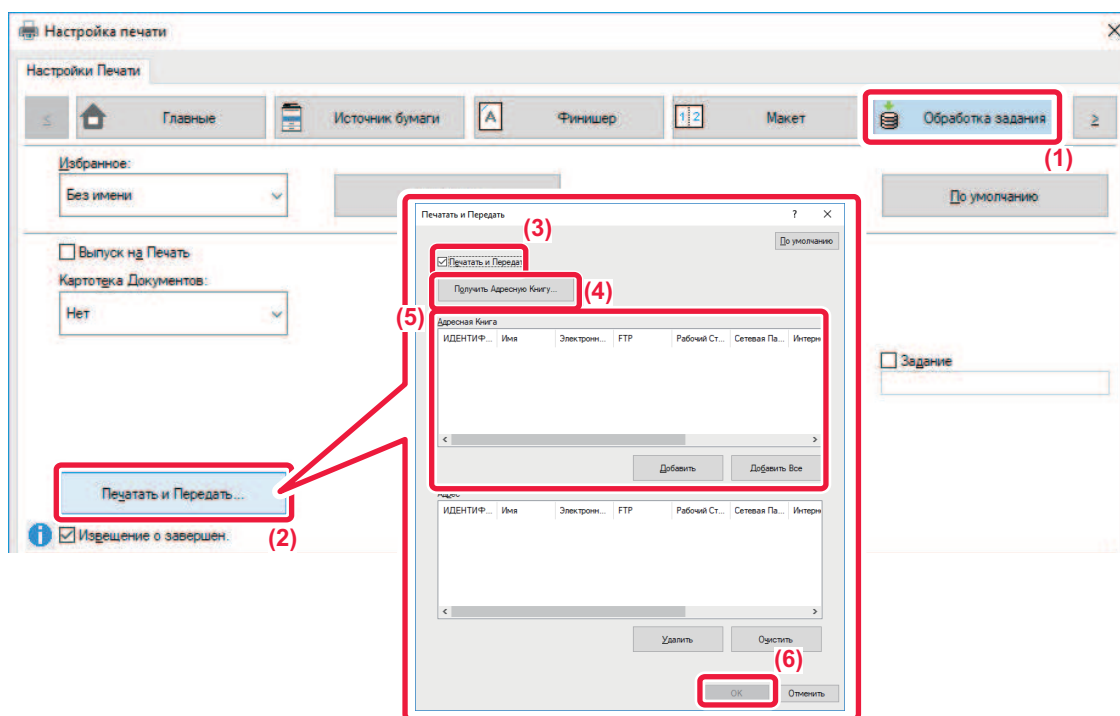 Настройка печати
Настройки Печати
Главные
Источник бумаги
Финишер
Макет
Обработка задания
(1)
Избранное:
Без имени
По умолчанию
Выпуск на Печать
Картотека Документов:
Нет
Задание
Печатать и Передать...
(2)
Извещение о завершен.
Печатать и Передать
? ×
(3)
По умолчанию
Печатать и Передат
Получить Адресную Книгу...
(4)
(5)
Адресная Книга
ИДЕНТИФ... Имя Электронн... FTP Рабочий Ст... Сетевая Па... Интерн
Добавить
Добавить Все
Адрес
ИДЕНТИФ... Имя Электронн... FTP Рабочий Ст... Сетевая Па... Интерн
Удалить
Очистить
(6)
OK
Отменить